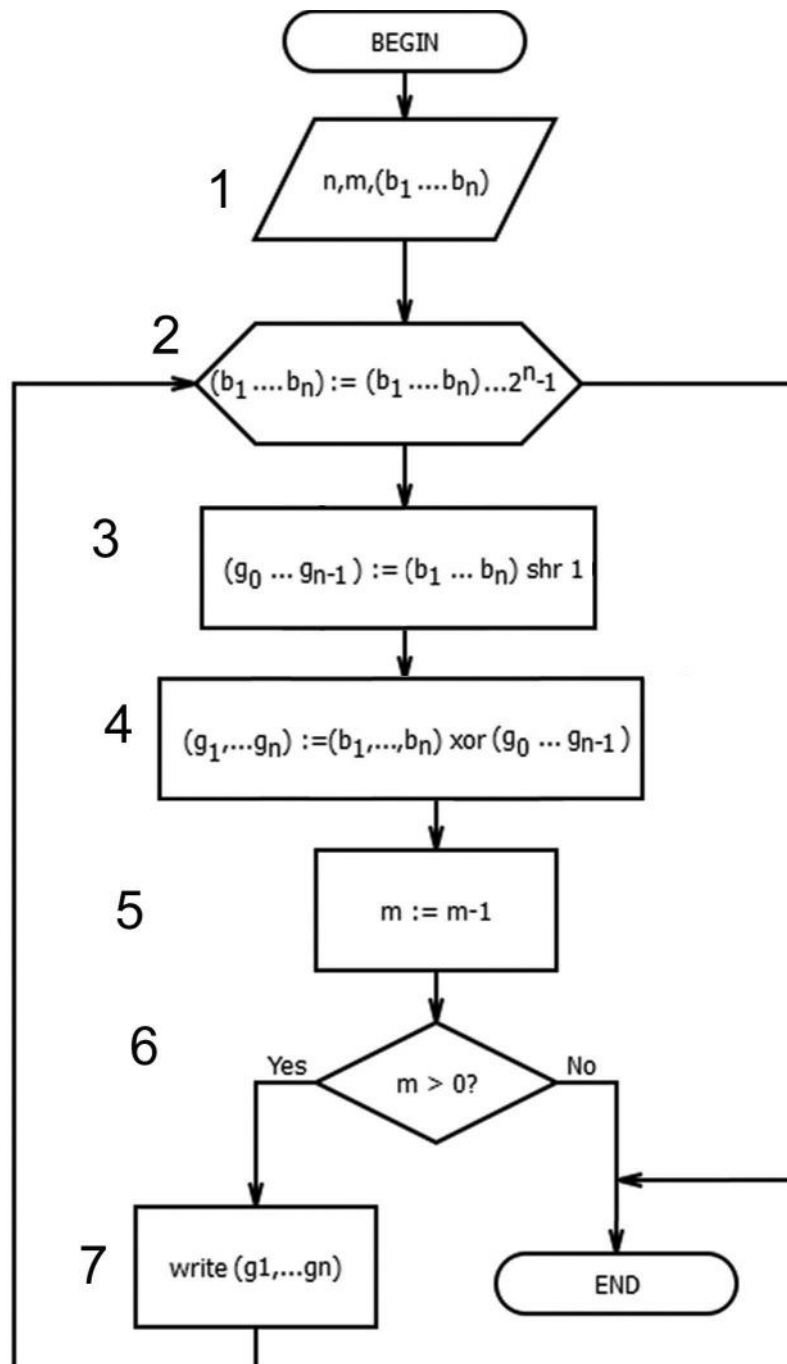 BEGIN
1
n,m,(b₁....bₙ)
2
(b₁....bₙ) := (b₁....bₙ)...2ⁿ-1
3
(g₀ ... gₙ₋₁ ) := (b₁ ... bₙ) shr 1
4
(g₁,...gₙ) :=(b₁,...,bₙ) xor (g₀ ... gₙ₋₁ )
5
m := m-1
6
Yes
m > 0?
No
7
write (g1,...gn)
END